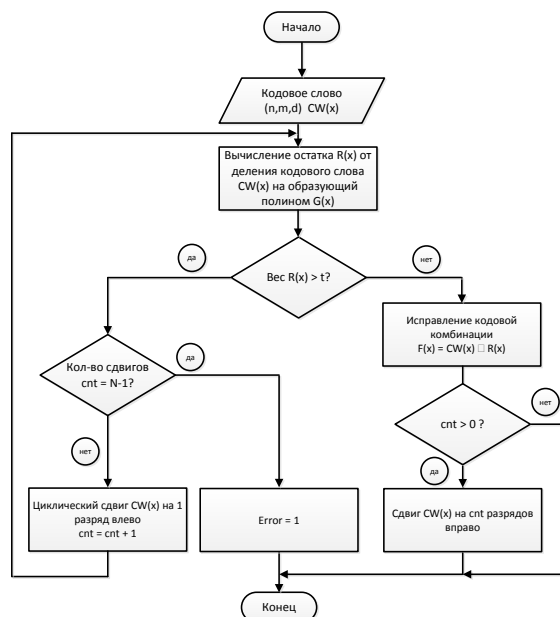 Начало
Кодовое слово
(n,m,d) CW(x)
Вычисление остатка R(x) от
деления кодового слова
CW(x) на образующий
полином G(x)
да
Вес R(x) > t?
нет
Исправление кодовой
комбинации
F(x) = CW(x) □ R(x)
Кол-во сдвигов
cnt = N-1?
да
нет
cnt > 0 ?
нет
да
Циклический сдвиг CW(x) на 1
разряд влево
cnt = cnt + 1
Error = 1
Сдвиг CW(x) на cnt разрядов
вправо
Конец